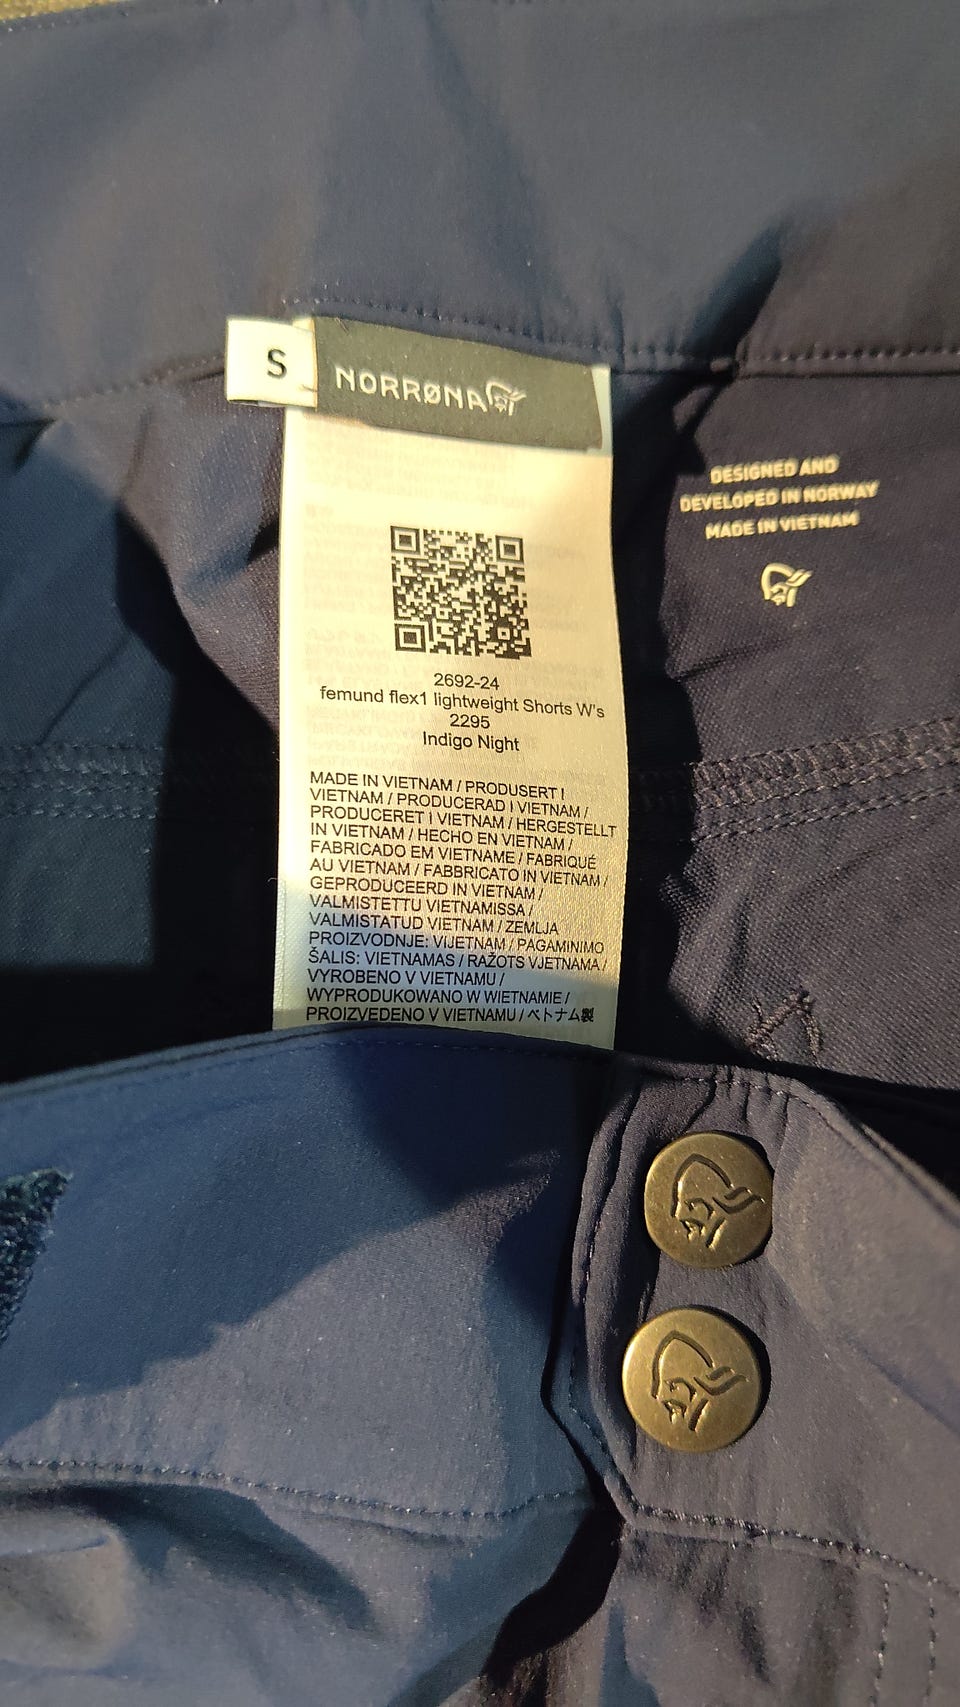 S
NORRØNA
2692-24
femund flex1 lightweight Shorts W's
2295
Indigo Night
MADE IN VIETNAM / PRODUSERT I
VIETNAM / PRODUCERAD I VIETNAM /
PRODUCERET I VIETNAM / HERGESTELLT
IN VIETNAM / HECHO EN VIETNAM /
FABRICADO EM VIETNAME / FABRIQUÉ
AU VIETNAM / FABBRICATO IN VIETNAM /
GEPRODUCEERD IN VIETNAM /
VALMISTETTU VIETNAMISSA /
VALMISTATUD VIETNAM / ZEMLJA
PROIZVODNJE: VIJETNAM / PAGAMINIMO
ŠALIS: VIETNAMAS / RAŽOTS VJETNAMA /
VYROBENO V VIETNAMU /
WYPRODUKOWANO W WIETNAMIE /
PROIZVEDENO V VIETNAMU / ベトナム製
DESIGNED AND
DEVELOPED IN NORWAY
MADE IN VIETNAM